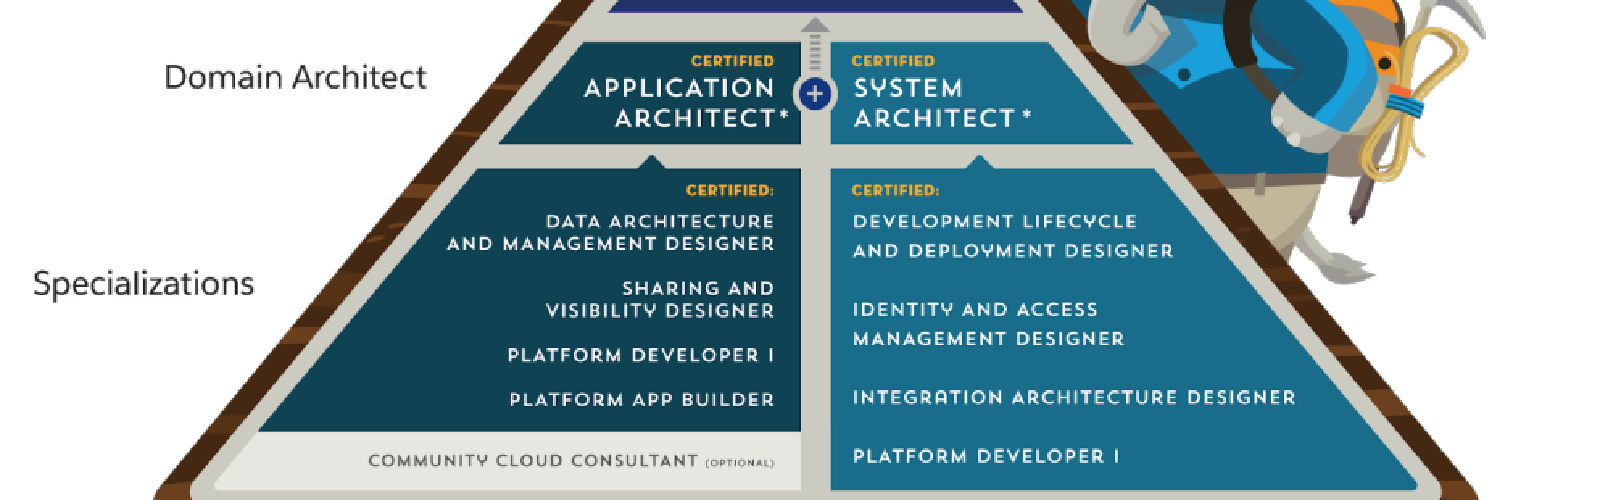 Domain Architect
CERTIFIED
APPLICATION
ARCHITECT*
+
CERTIFIED
SYSTEM
ARCHITECT*
Specializations
CERTIFIED:
DATA ARCHITECTURE
AND MANAGEMENT DESIGNER
SHARING AND
VISIBILITY DESIGNER
PLATFORM DEVELOPER I
PLATFORM APP BUILDER
COMMUNITY CLOUD CONSULTANT (OPTIONAL)
CERTIFIED:
DEVELOPMENT LIFECYCLE
AND DEPLOYMENT DESIGNER
IDENTITY AND ACCESS
MANAGEMENT DESIGNER
INTEGRATION ARCHITECTURE DESIGNER
PLATFORM DEVELOPER I